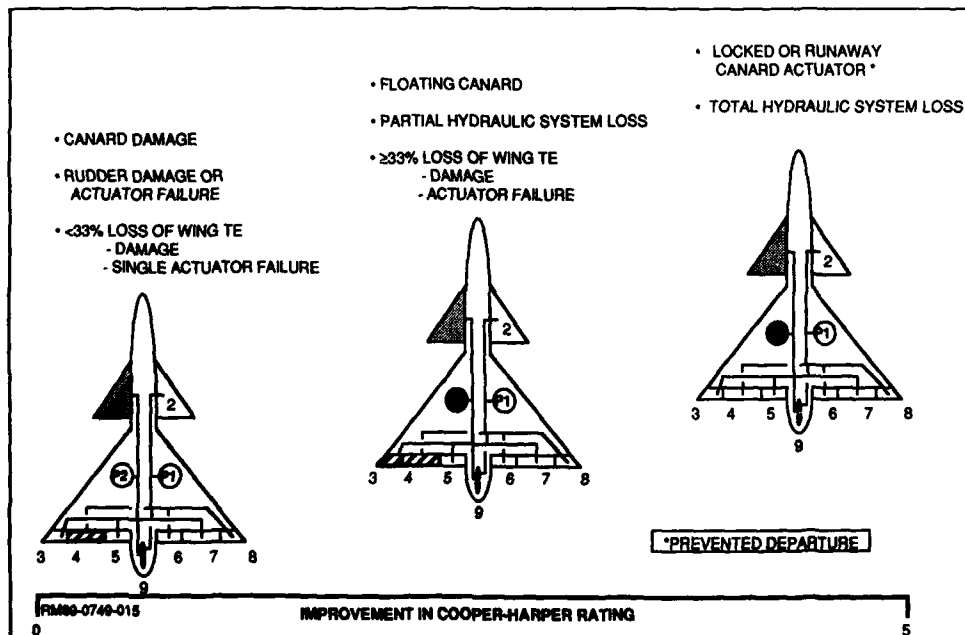 • CANARD DAMAGE
• RUDDER DAMAGE OR
ACTUATOR FAILURE
• <33% LOSS OF WING TE
- DAMAGE
- SINGLE ACTUATOR FAILURE
2
P2 P1
3 4 5 6 7 8
9
• FLOATING CANARD
• PARTIAL HYDRAULIC SYSTEM LOSS
• ≥33% LOSS OF WING TE
- DAMAGE
- ACTUATOR FAILURE
2
P1
3 4 5 6 7 8
9
• LOCKED OR RUNAWAY
CANARD ACTUATOR *
• TOTAL HYDRAULIC SYSTEM LOSS
2
P1
3 4 5 6 7 8
9
*PREVENTED DEPARTURE
RM89-0749-015
IMPROVEMENT IN COOPER-HARPER RATING
0 5